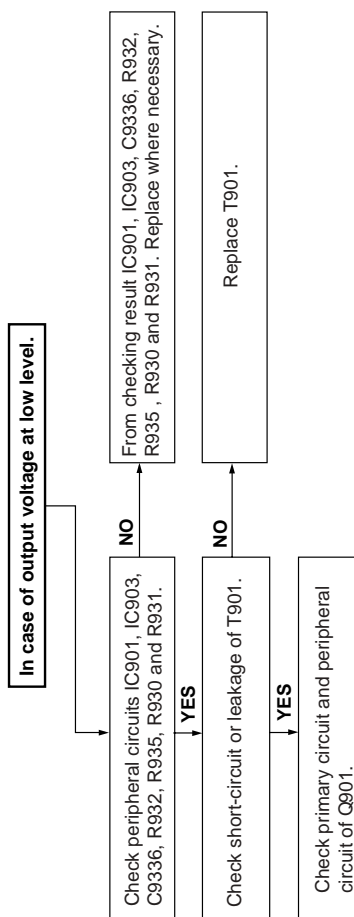 In case of output voltage at low level.
Check peripheral circuits IC901, IC903,
C9336, R932, R935, R930 and R931.
NO
From checking result IC901, IC903, C9336, R932,
R935 , R930 and R931. Replace where necessary.
YES
Check short-circuit or leakage of T901.
NO
Replace T901.
YES
Check primary circuit and peripheral
circuit of Q901.